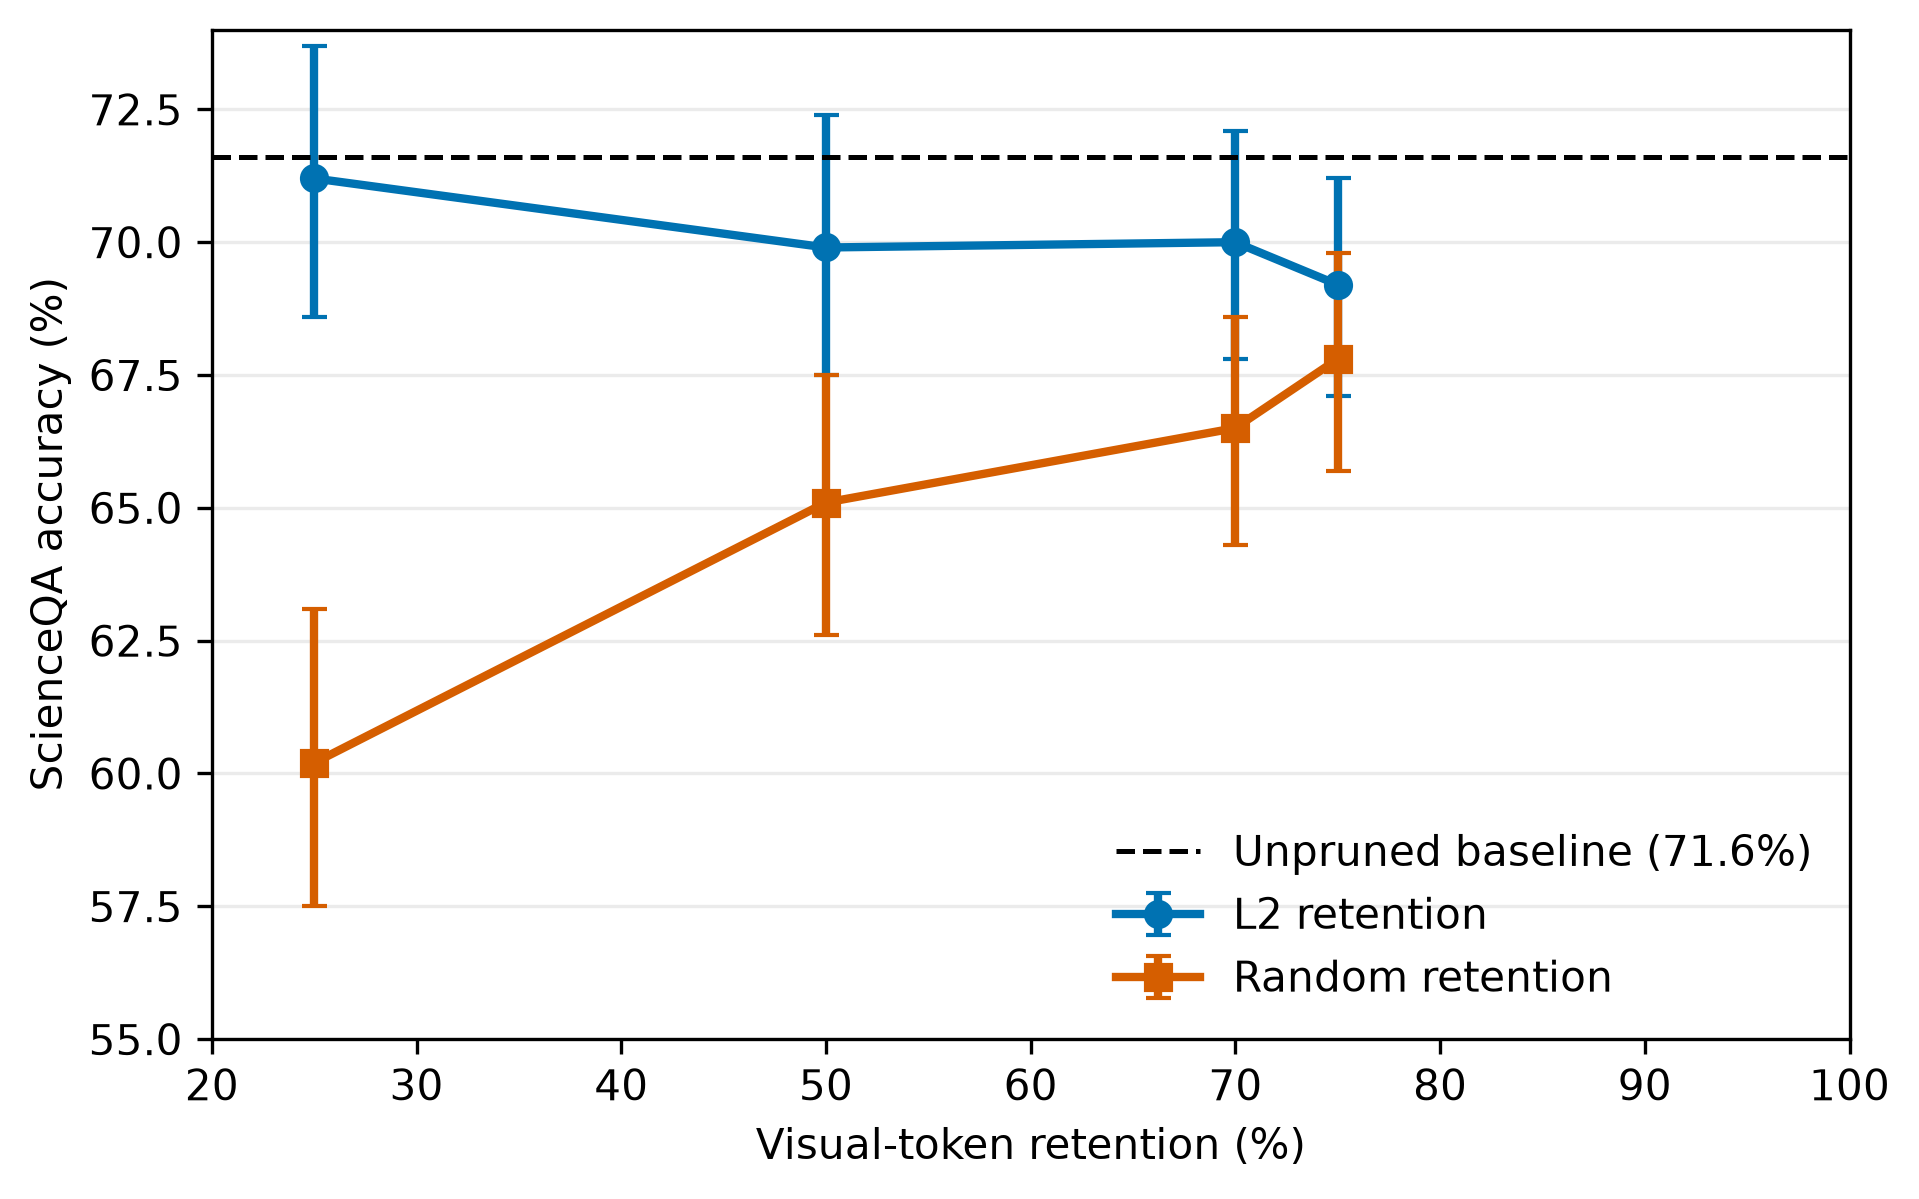 72.5
70.0
67.5
65.0
62.5
60.0
57.5
55.0
ScienceQA accuracy (%)
Unpruned baseline (71.6%)
L2 retention
Random retention
20 30 40 50 60 70 80 90 100
Visual-token retention (%)